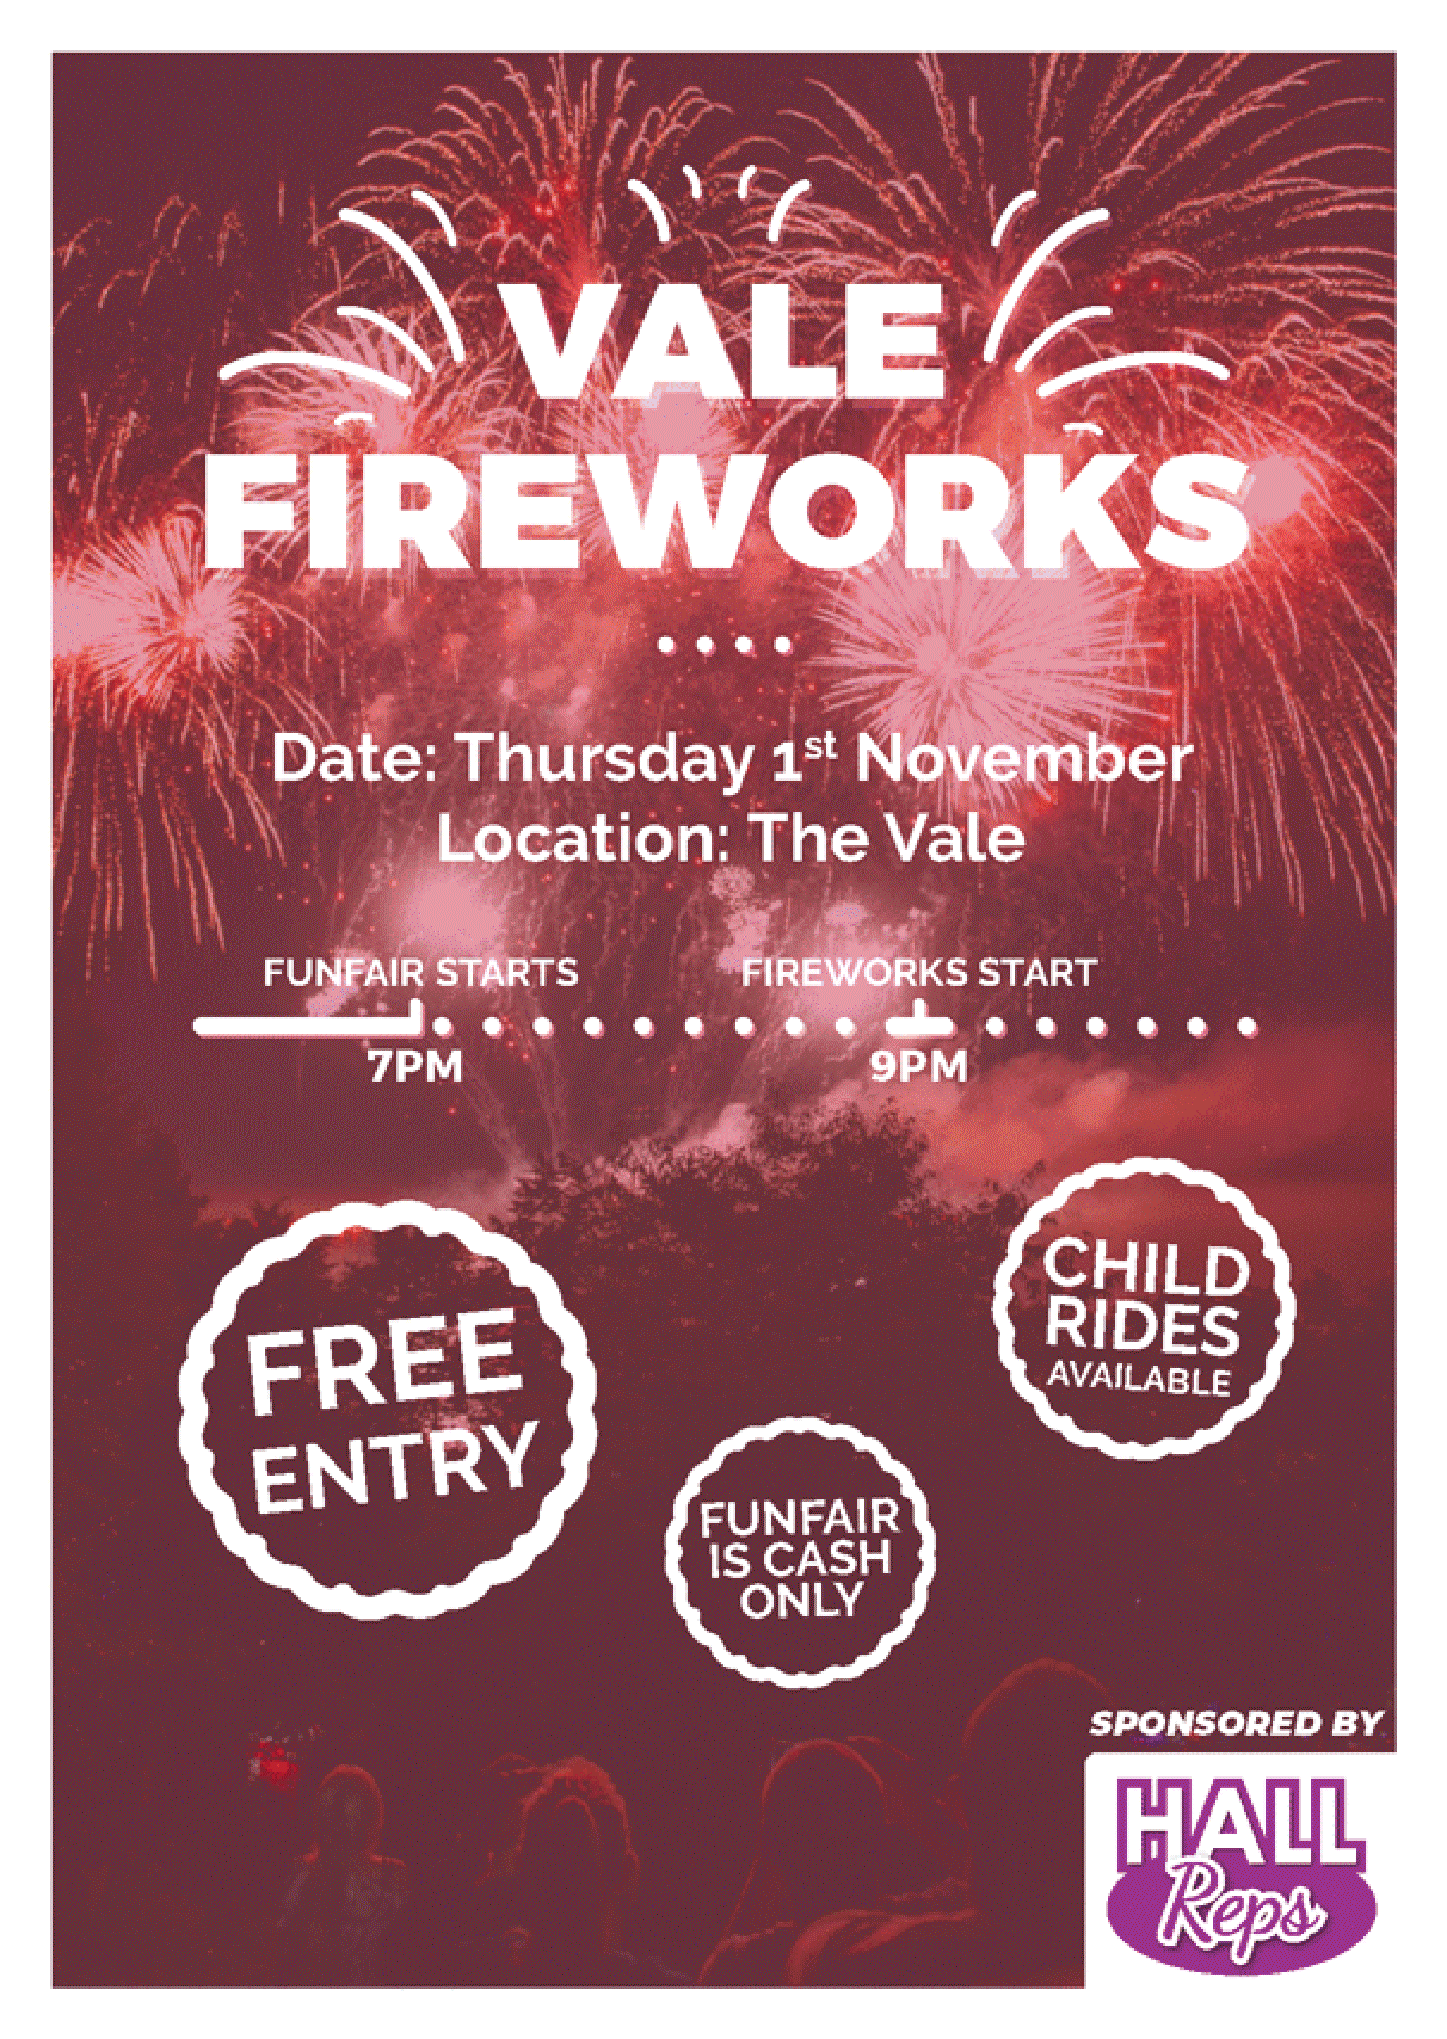 VALE
FIREWORKS
Date: Thursday 1st November
Location: The Vale
FUNFAIR STARTS
FIREWORKS START
7PM
9PM
FREE
ENTRY
CHILD
RIDES
AVAILABLE
FUNFAIR
IS CASH
ONLY
SPONSORED BY
HALL
Reps